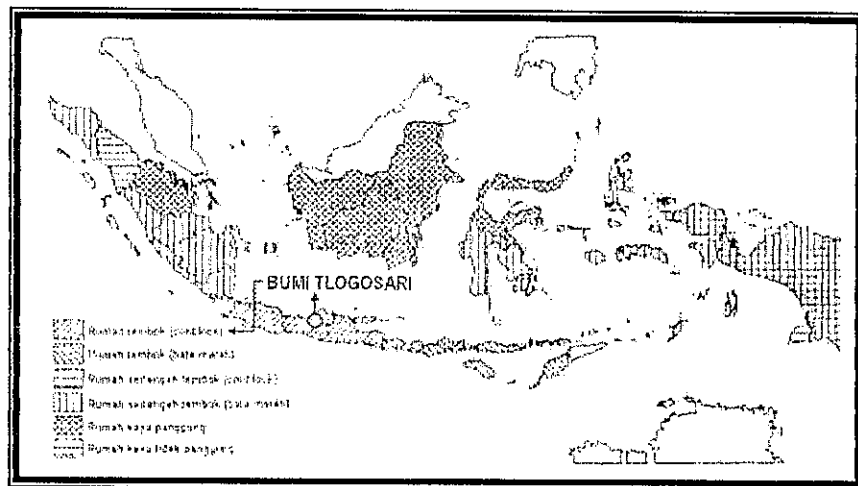 BUMI TLOGOSARI
Rumah tembok (conblock)
Rumah tembok (bata merah)
Rumah setengah tembok (conblock)
Rumah setengah tembok (bata merah)
Rumah kayu panggung
Rumah kayu tidak panggung